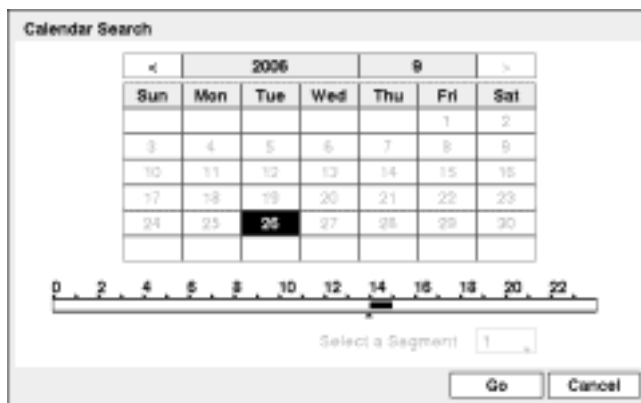 Calendar Search
< 2006 9 >
Sun Mon Tue Wed Thu Fri Sat
1 2
3 4 5 6 7 8 9
10 11 12 13 14 15 16
17 18 19 20 21 22 23
24 25 26 27 28 29 30
0 2 4 6 8 10 12 14 16 18 20 22
Select a Segment 1
Go Cancel